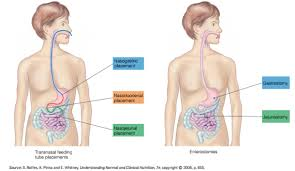 Nasogastric
placement
Nasoduodenal
placement
Nasojejunal
placement
Transnasal feeding
tube placements
Gastrostomy
Jejunostomy
Enterostomies
Source: S. Rolfes, K. Pinna and E. Whitney, Understanding Normal and Clinical Nutrition, 7e, copyright © 2006, p. 655.